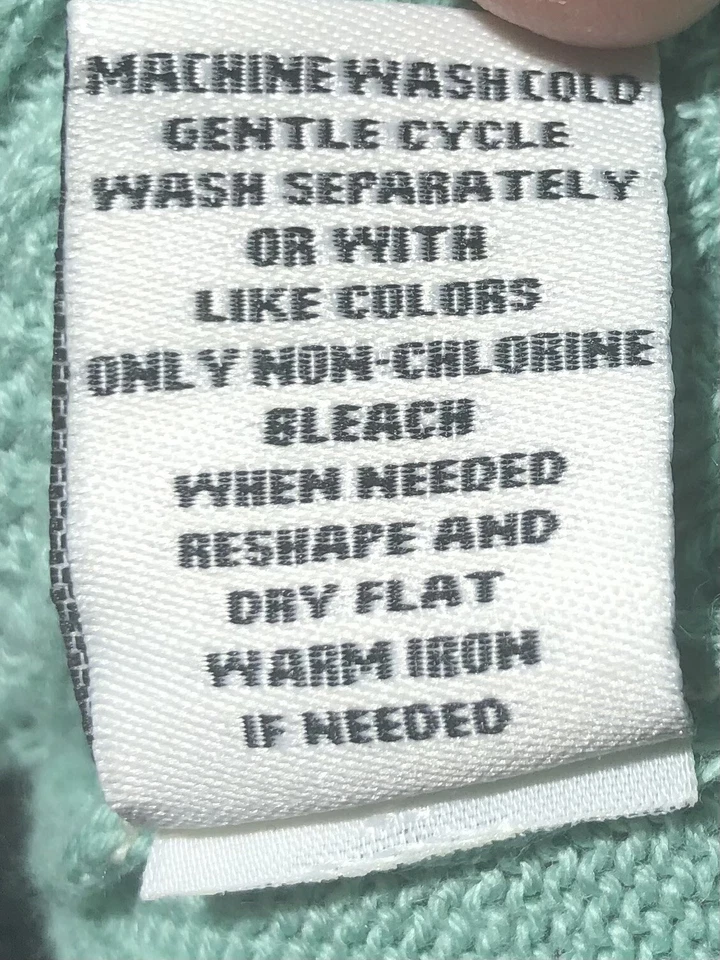 MACHINE WASH COLD
GENTLE CYCLE
WASH SEPARATELY
OR WITH
LIKE COLORS
ONLY NON-CHLORINE
BLEACH
WHEN NEEDED
RESHAPE AND
DRY FLAT
WARM IRON
IF NEEDED